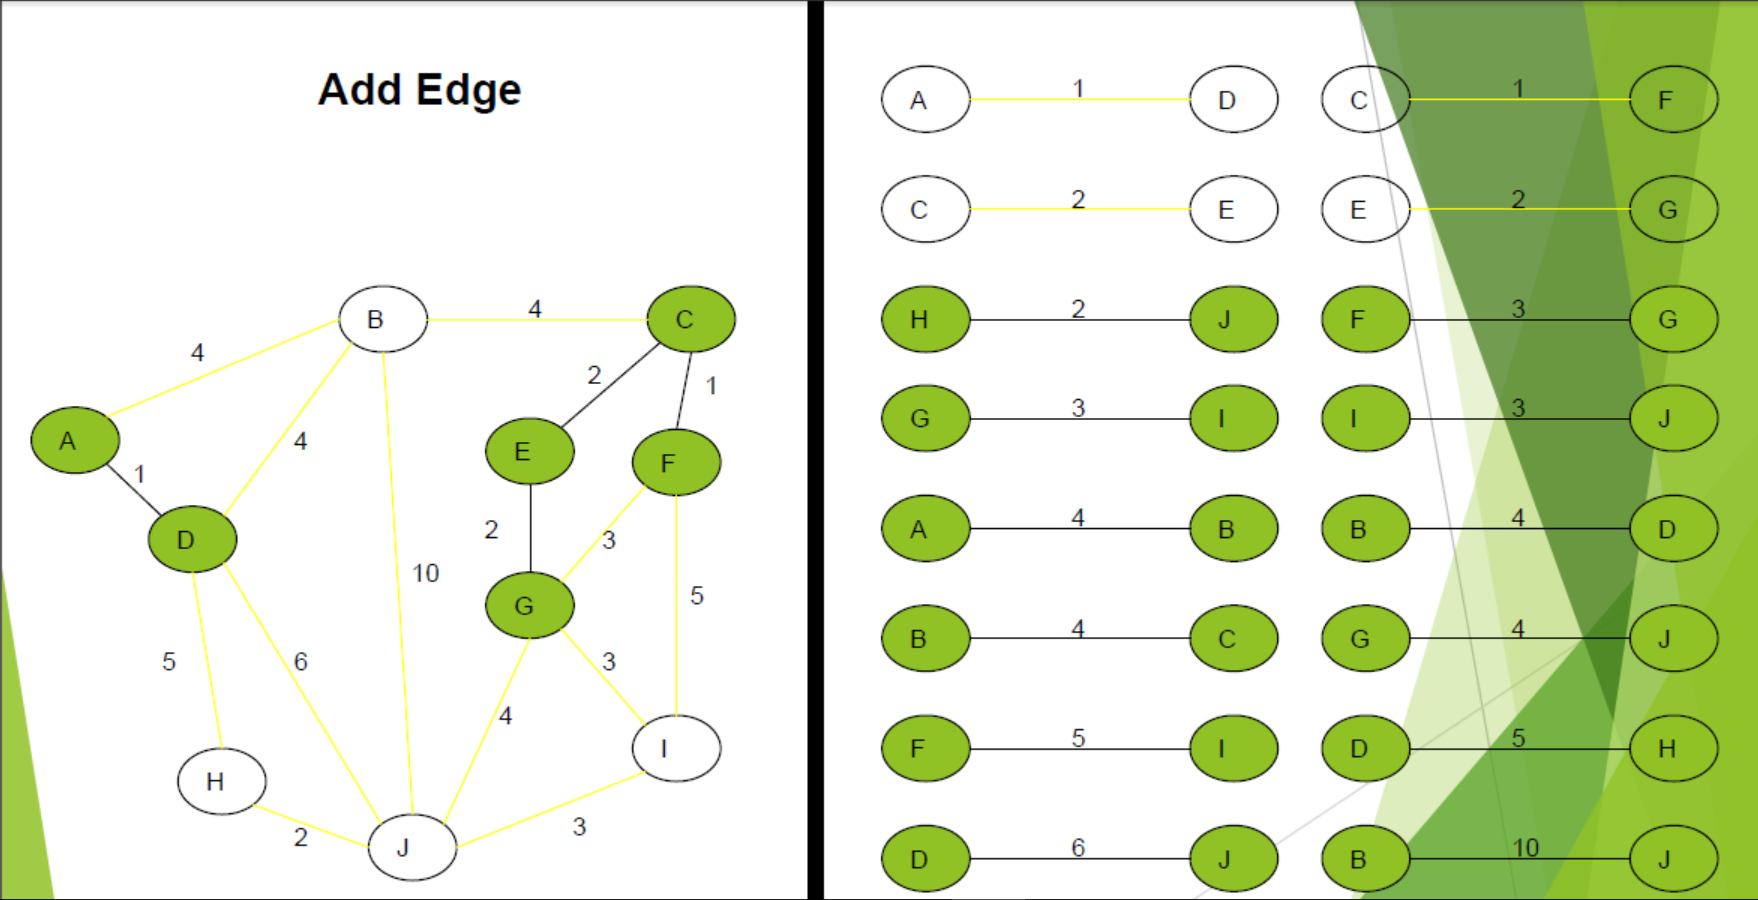 Add Edge
B 4 C
4
2 1
A 4 E F
1
D 2 3
10
G 5
5 6 3
4 I
H
2 J 3
A 1 D C 1 F
C 2 E E 2 G
H 2 J F 3 G
G 3 I I 3 J
A 4 B B 4 D
B 4 C G 4 J
F 5 I D 5 H
D 6 J B 10 J